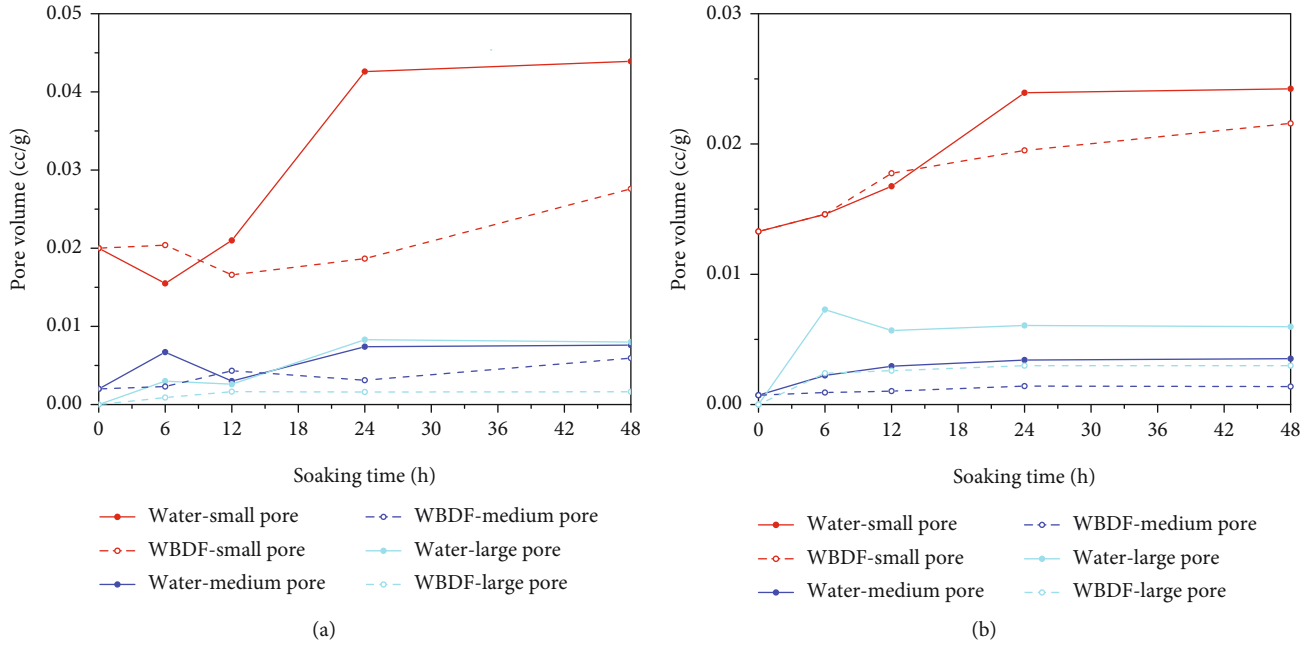 0.05
0.04
0.03
0.02
0.01
0.00
Pore volume (cc/g)
0 6 12 24 30 36 42 48
Soaking time (h)
Water-small pore
WBDF-small pore
Water-medium pore
WBDF-medium pore
Water-large pore
WBDF-large pore
(a)
0.03
0.02
0.01
0.00
Pore volume (cc/g)
0 6 12 24 30 36 42 48
Soaking time (h)
Water-small pore
WBDF-small pore
Water-medium pore
WBDF-medium pore
Water-large pore
WBDF-large pore
(b)